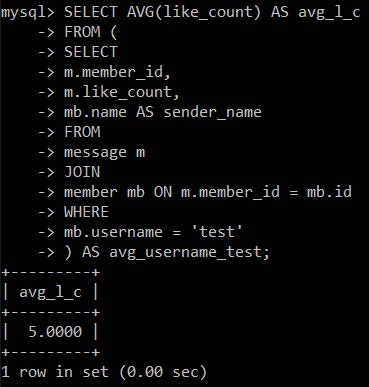 mysql> SELECT AVG(like_count) AS avg_l_c
    -> FROM (
    -> SELECT
    -> m.member_id,
    -> m.like_count,
    -> mb.name AS sender_name
    -> FROM
    -> message m
    -> JOIN
    -> member mb ON m.member_id = mb.id
    -> WHERE
    -> mb.username = 'test'
    -> ) AS avg_username_test;
+---------+
| avg_l_c |
+---------+
|  5.0000 |
+---------+
1 row in set (0.00 sec)